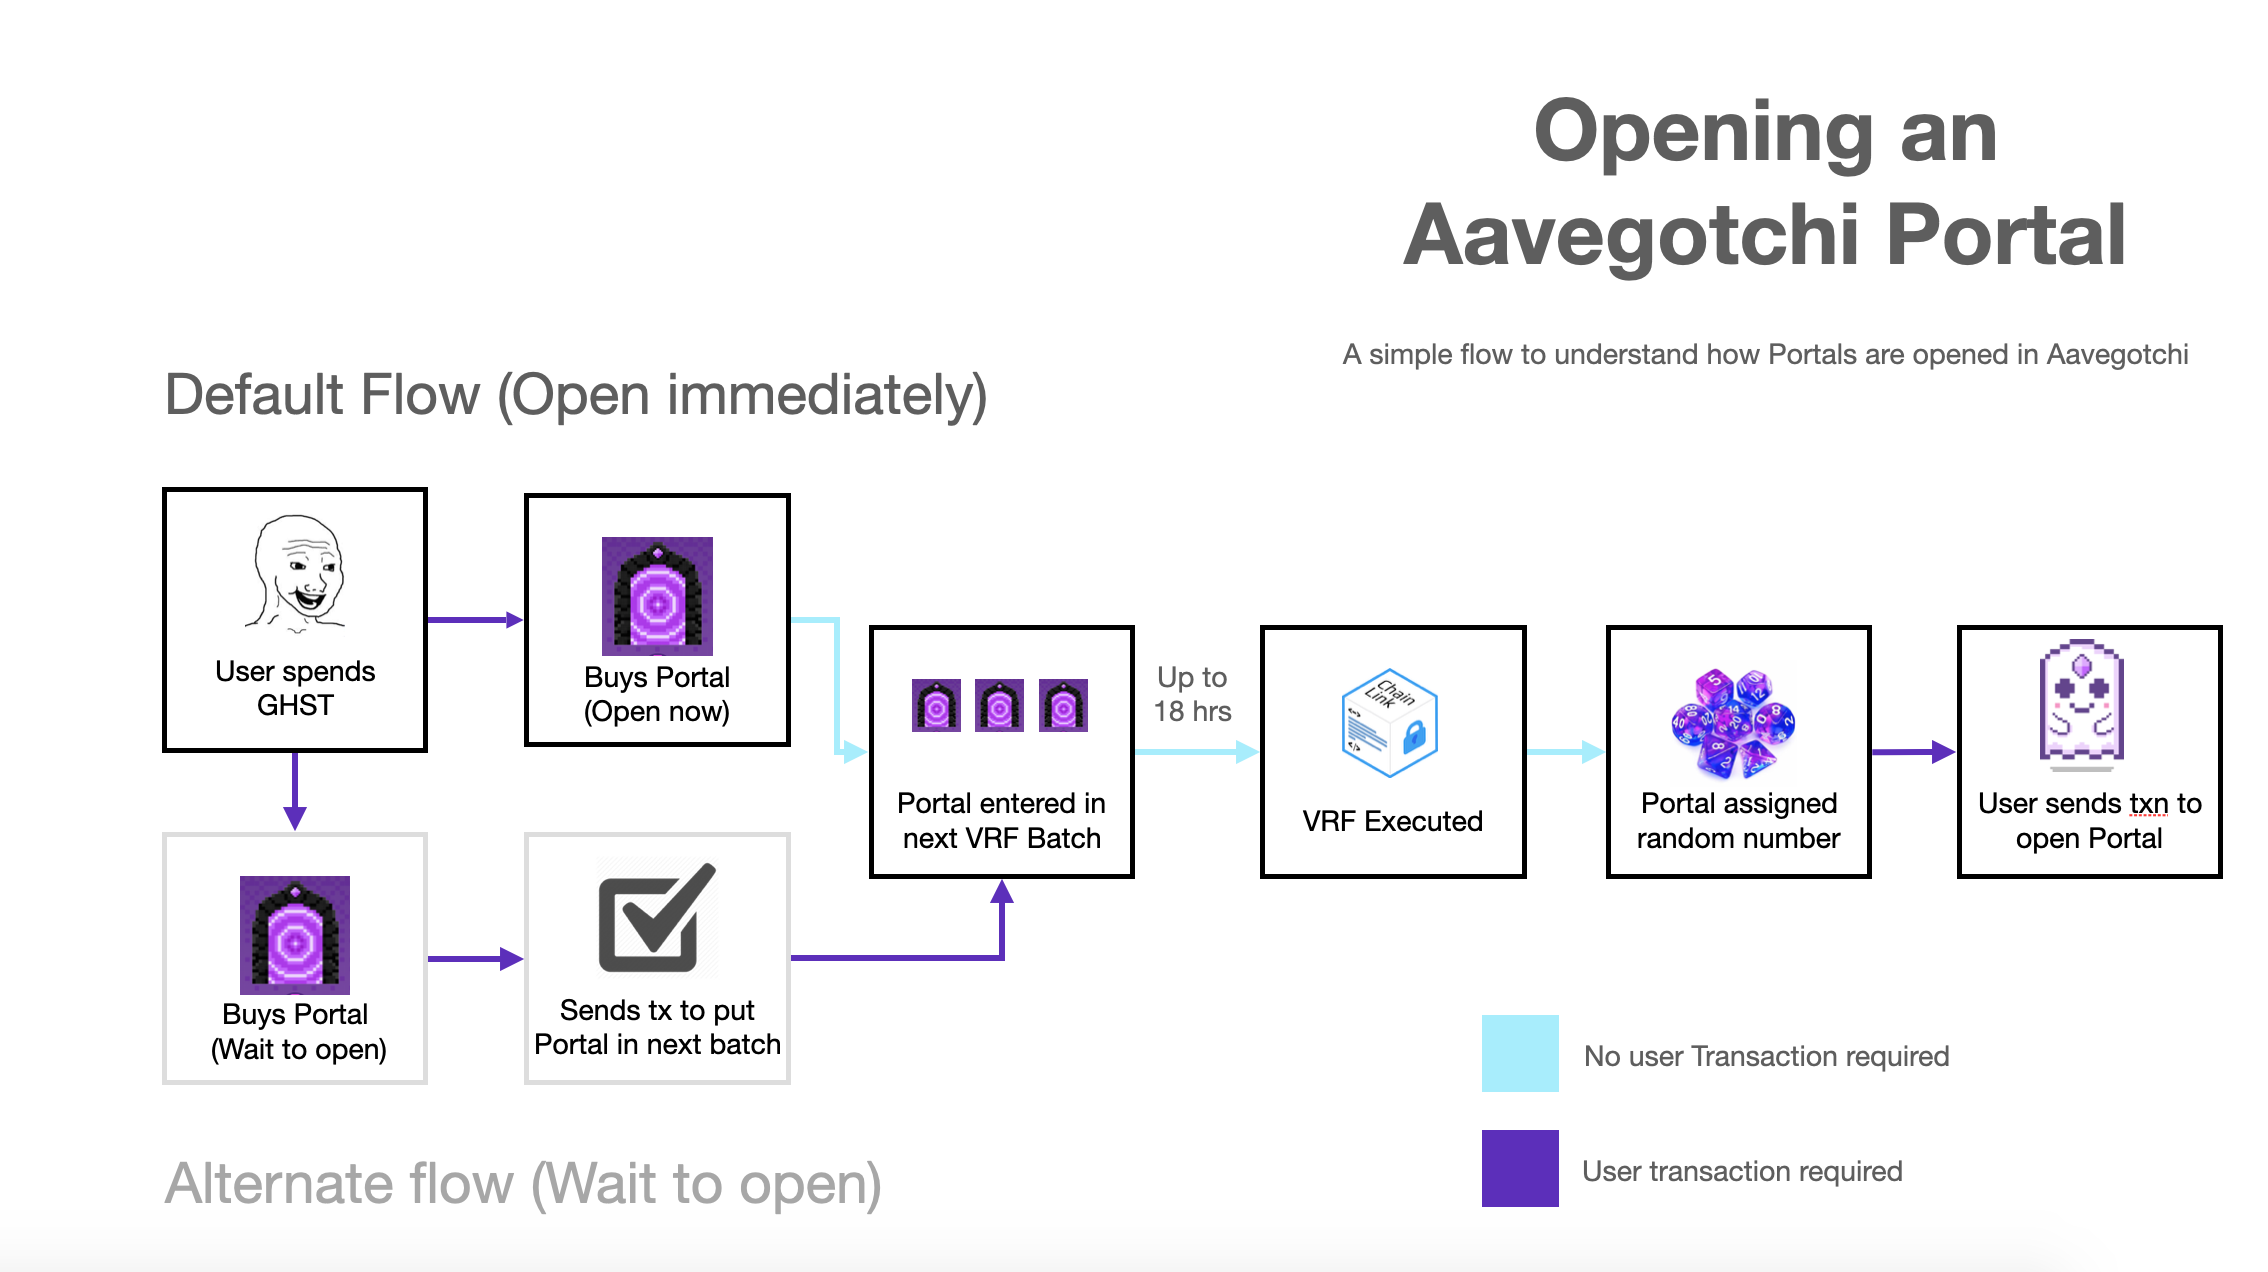 Opening an
Aavegotchi Portal
A simple flow to understand how Portals are opened in Aavegotchi
Default Flow (Open immediately)
User spends
GHST
Buys Portal
(Open now)
Portal entered in
next VRF Batch
Up to
18 hrs
Chain
Link
VRF Executed
Portal assigned
random number
User sends txn to
open Portal
Buys Portal
(Wait to open)
Sends tx to put
Portal in next batch
No user Transaction required
User transaction required
Alternate flow (Wait to open)